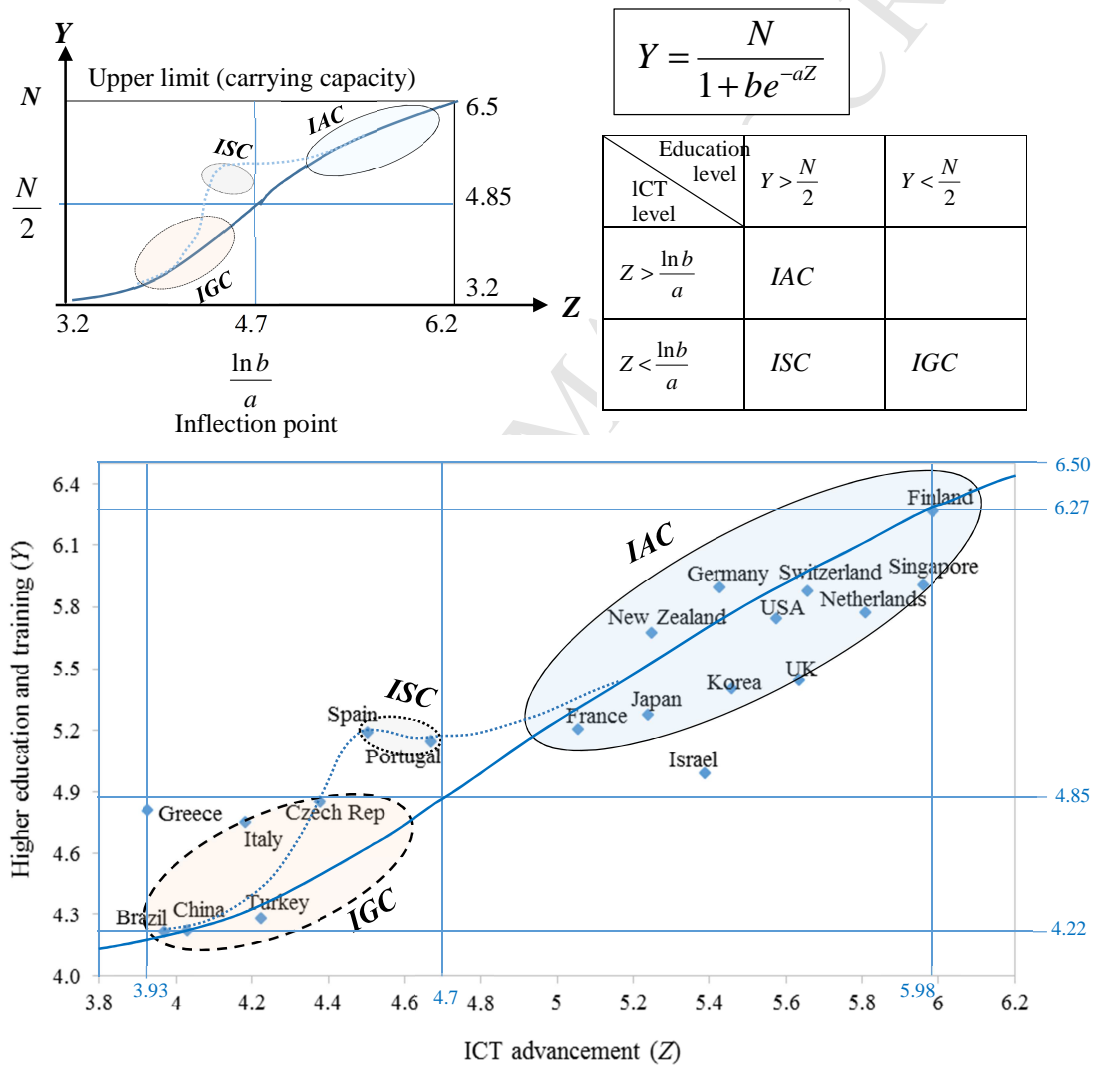 Y
Upper limit (carrying capacity)
N
6.5
IAC
ISC
N/2
4.85
IGC
3.2
Z
3.2
4.7
6.2
ln b / a
Inflection point
Y = N / (1 + be^{-aZ})
Education level
ICT level
Y > N/2
Y < N/2
Z > ln b / a
IAC
Z < ln b / a
ISC
IGC
Higher education and training (Y)
6.4
6.1
5.8
5.5
5.2
4.9
4.6
4.3
4.0
6.50
6.27
4.85
4.22
IAC
Finland
Germany
Switzerland
Singapore
New Zealand
USA
Netherlands
Korea
UK
Japan
France
Israel
ISC
Spain
Portugal
Greece
Czech Rep
Italy
Brazil
China
Turkey
IGC
3.93
4.7
5.98
3.8
4
4.2
4.4
4.6
4.8
5
5.2
5.4
5.6
5.8
6
6.2
ICT advancement (Z)